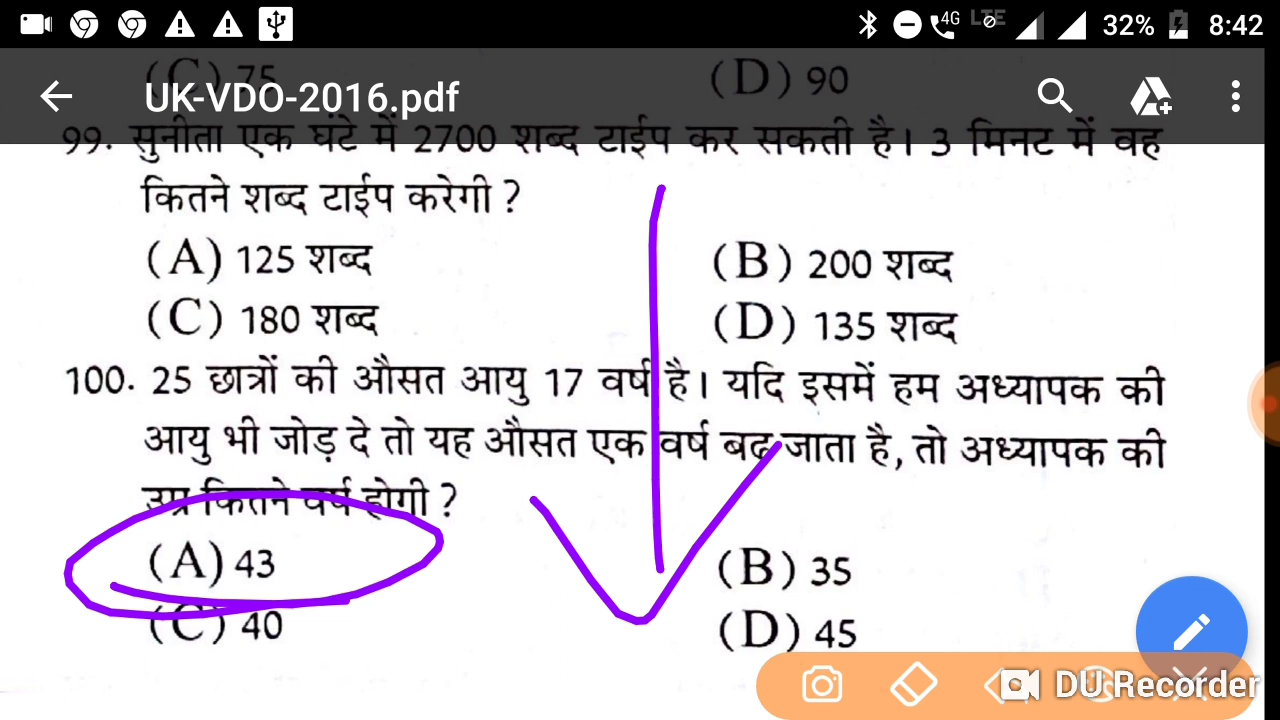 4G LTE 32% 8:42
(C) 75 (D) 90
UK-VDO-2016.pdf
99. सुनीता एक घंटे में 2700 शब्द टाईप कर सकती है। 3 मिनट में वह
कितने शब्द टाईप करेगी ?
(A) 125 शब्द (B) 200 शब्द
(C) 180 शब्द (D) 135 शब्द
100. 25 छात्रों की औसत आयु 17 वर्ष है। यदि इसमें हम अध्यापक की
आयु भी जोड़ दे तो यह औसत एक वर्ष बढ जाता है, तो अध्यापक की
उम्र कितने वर्ष होगी ?
(A) 43 (B) 35
(C) 40 (D) 45
DU Recorder